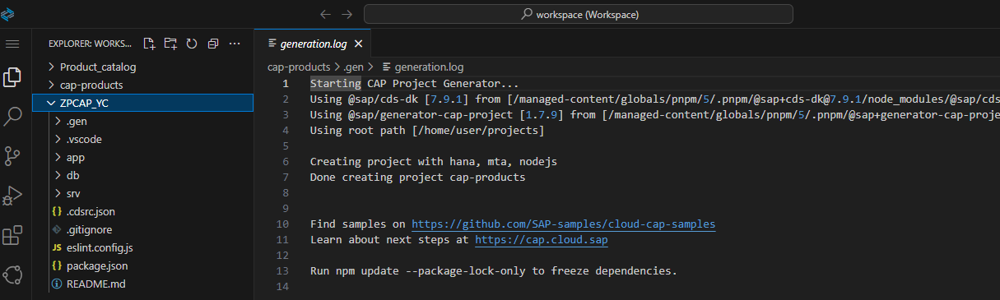 workspace (Workspace)
EXPLORER: WORKS...
Product_catalog
cap-products
ZPCAP_YC
.gen
.vscode
app
db
srv
{} .cdsrc.json
.gitignore
JS eslint.config.js
{} package.json
README.md
generation.log
cap-products > .gen > generation.log
1 Starting CAP Project Generator...
2 Using @sap/cds-dk [7.9.1] from [/managed-content/globals/pnpm/5/.pnpm/@sap+cds-dk@7.9.1/node_modules/@sap/cds
3 Using @sap/generator-cap-project [1.7.9] from [/managed-content/globals/pnpm/5/.pnpm/@sap+generator-cap-proje
4 Using root path [/home/user/projects]
5
6 Creating project with hana, mta, nodejs
7 Done creating project cap-products
8
9
10 Find samples on https://github.com/SAP-samples/cloud-cap-samples
11 Learn about next steps at https://cap.cloud.sap
12
13 Run npm update --package-lock-only to freeze dependencies.
14